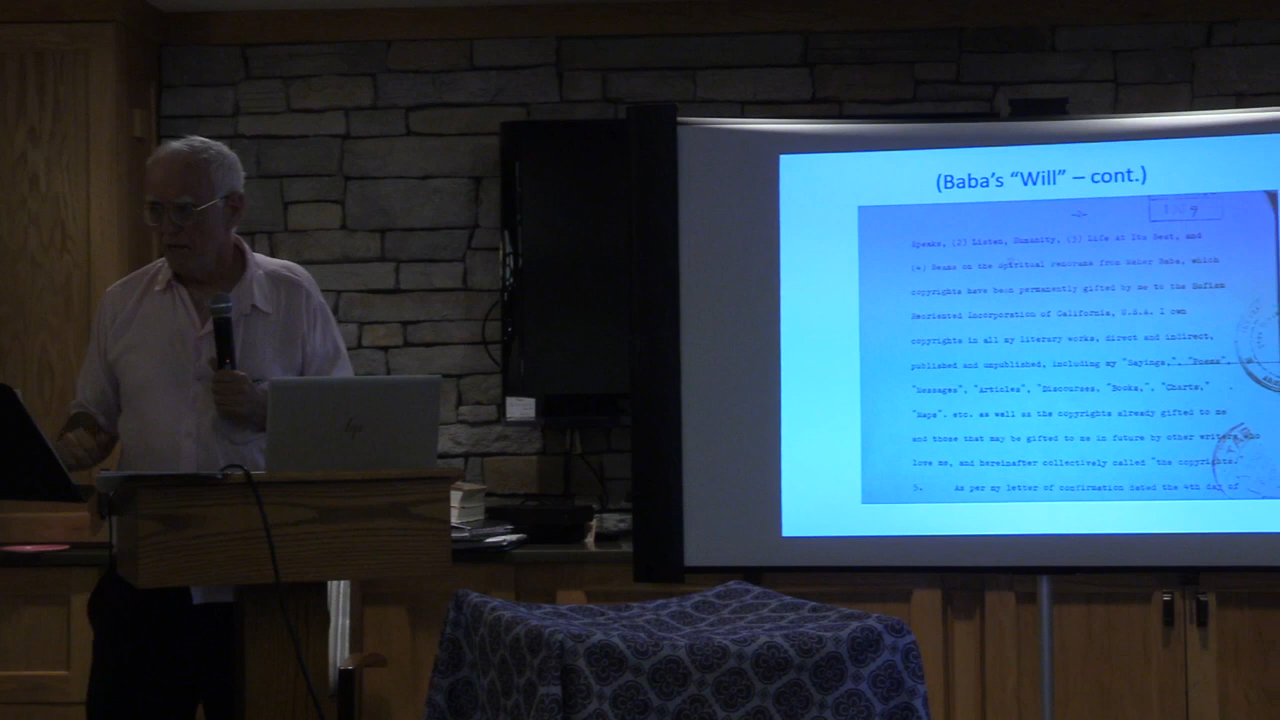 (Baba's "Will" – cont.)
-2-
Speaks, (2) Listen, Humanity, (3) Life at Its Best, and
(4) Beams on the Spiritual Panorama from Meher Baba, which
copyrights have been permanently gifted by me to the Sufism
Reoriented Incorporation of California, U.S.A. I own
copyrights in all my literary works, direct and indirect,
published and unpublished, including my "Sayings,", "Poems",
"Messages", "Articles", "Discourses, "Books,", "Charts,"
"Maps". etc. as well as the copyrights already gifted to me
and those that may be gifted to me in future by other writers who
love me, and hereinafter collectively called "the copyrights."
5. As per my letter of confirmation dated the 4th day of
hp